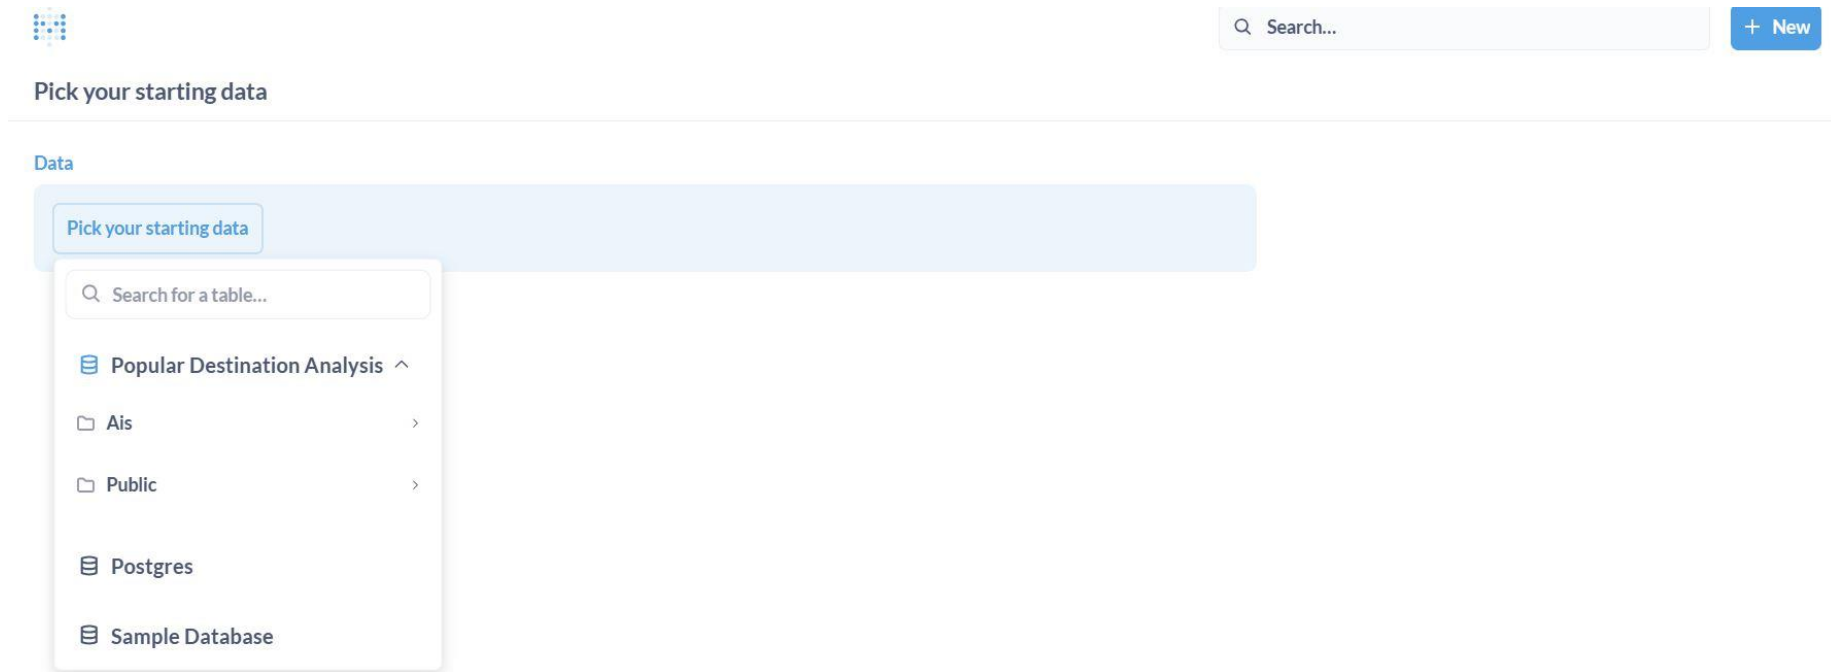 Search...
New
Pick your starting data
Data
Pick your starting data
Search for a table...
Popular Destination Analysis
Ais
Public
Postgres
Sample Database